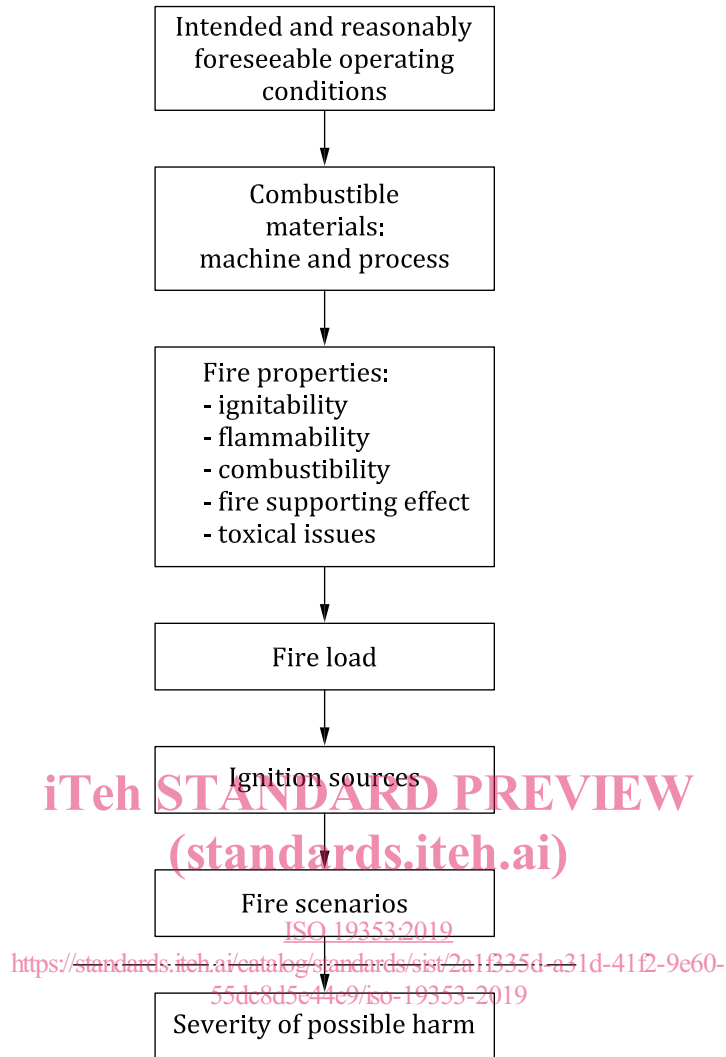 Intended and reasonably
foreseeable operating
conditions
Combustible
materials:
machine and process
Fire properties:
- ignitability
- flammability
- combustibility
- fire supporting effect
- toxical issues
Fire load
Ignition sources
iTeh STANDARD PREVIEW
(standards.iteh.ai)
Fire scenarios
ISO 19353:2019
https://standards.iteh.ai/catalog/standards/sist/2a1f335d-a31d-41f2-9e60-
55dc8d5e44e9/iso-19353-2019
Severity of possible harm